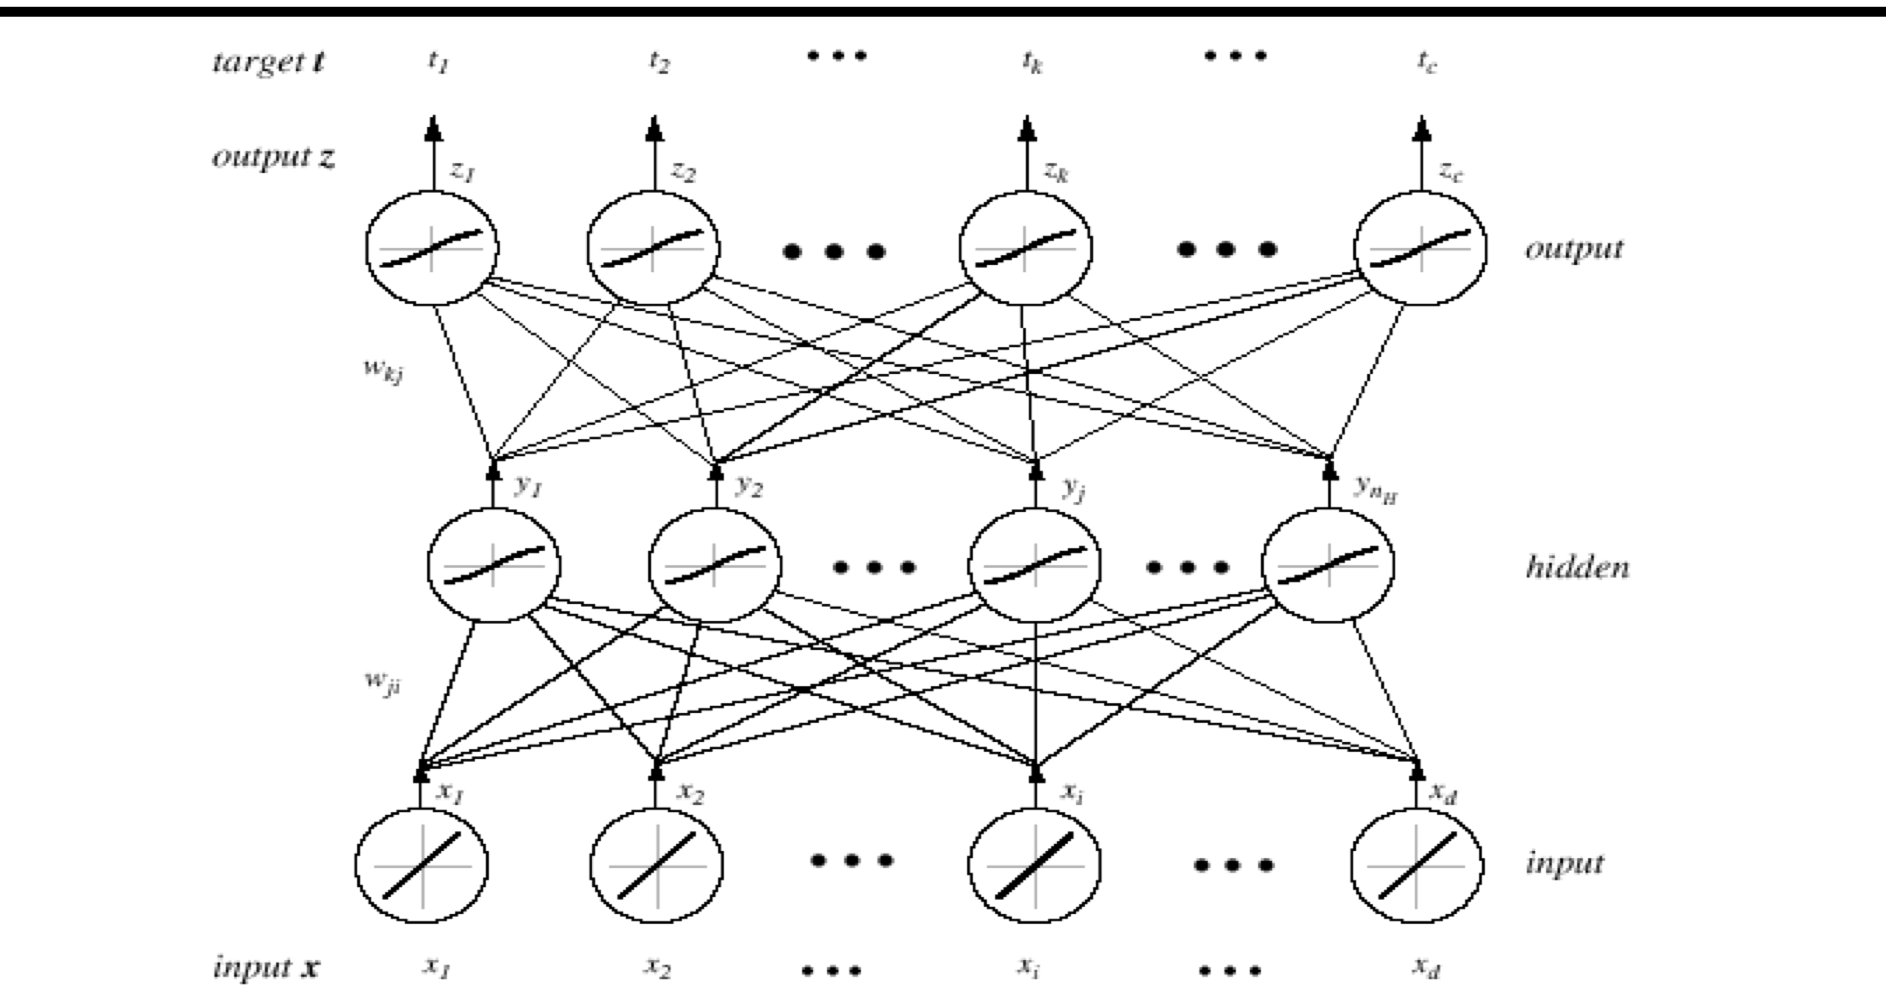 target t t1 t2 ••• tk ••• tc
output z
z1 z2 zk zc
••• ••• output
wkj
y1 y2 yj ynH
••• ••• hidden
wji
x1 x2 xi xd
••• ••• input
input x x1 x2 ••• xi ••• xd